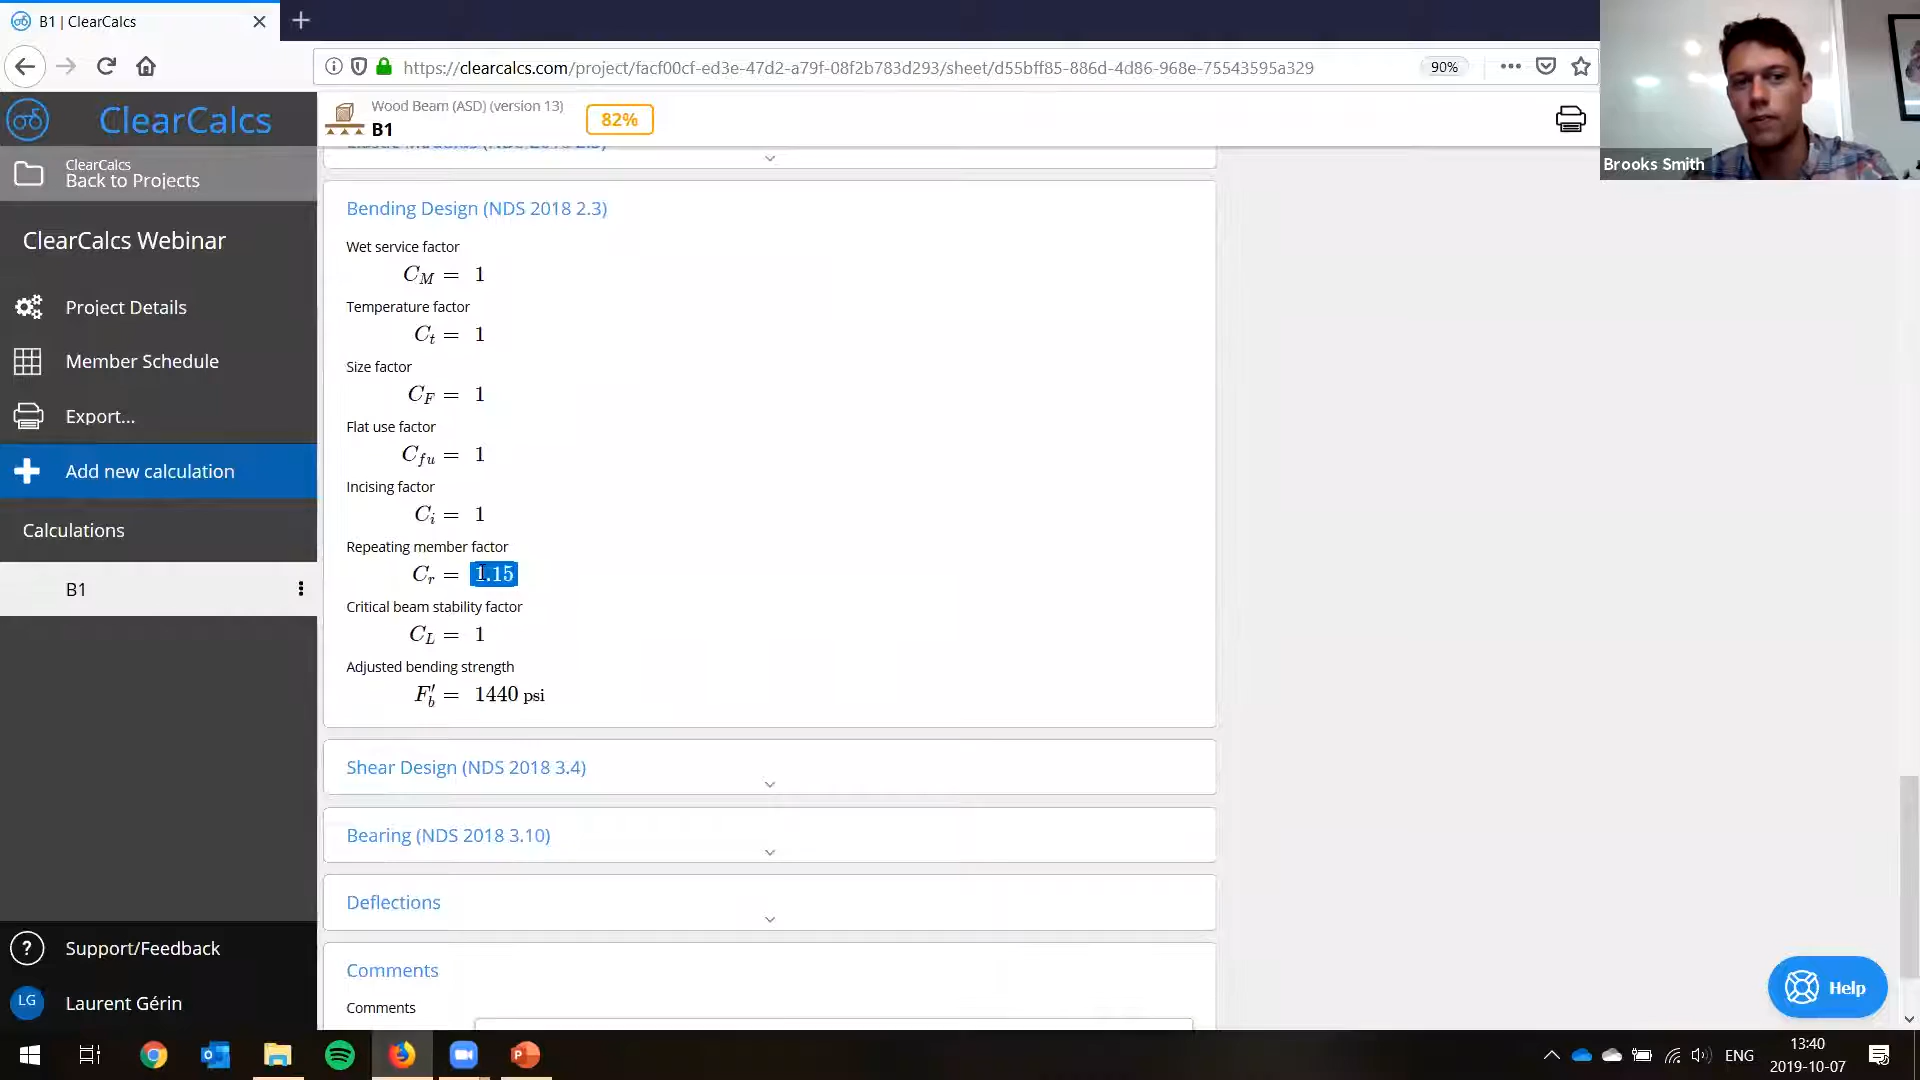 B1 | ClearCalcs
https://clearcalcs.com/project/facf00cf-ed3e-47d2-a79f-08f2b783d293/sheet/d55bff85-886d-4d86-968e-75543595a329
90%
ClearCalcs
Wood Beam (ASD) (version 13)
B1
82%
Brooks Smith
ClearCalcs
Back to Projects
ClearCalcs Webinar
Project Details
Member Schedule
Export...
Add new calculation
Calculations
B1
Support/Feedback
LG
Laurent Gérin
Bending Design (NDS 2018 2.3)
Wet service factor
C_M = 1
Temperature factor
C_t = 1
Size factor
C_F = 1
Flat use factor
C_fu = 1
Incising factor
C_i = 1
Repeating member factor
C_r = 1.15
Critical beam stability factor
C_L = 1
Adjusted bending strength
F′_b = 1440 psi
Shear Design (NDS 2018 3.4)
Bearing (NDS 2018 3.10)
Deflections
Comments
Comments
? 
Help
ENG
13:40
2019-10-07